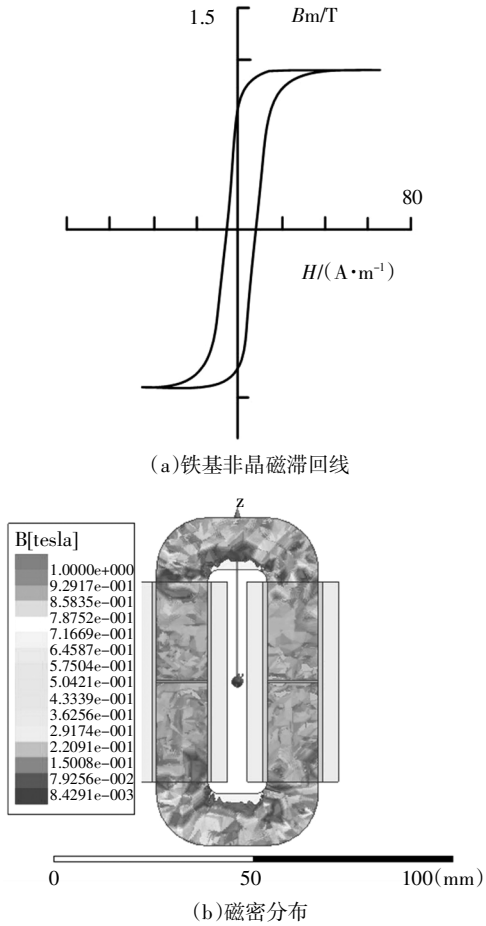 1.5 Bm/T
80
H/(A·m⁻¹)
(a)铁基非晶磁滞回线
z
B[tesla]
1.0000e+000
9.2917e-001
8.5835e-001
7.8752e-001
7.1669e-001
6.4587e-001
5.7504e-001
5.0421e-001
4.3339e-001
3.6256e-001
2.9174e-001
2.2091e-001
1.5008e-001
7.9256e-002
8.4291e-003
0 50 100(mm)
(b)磁密分布